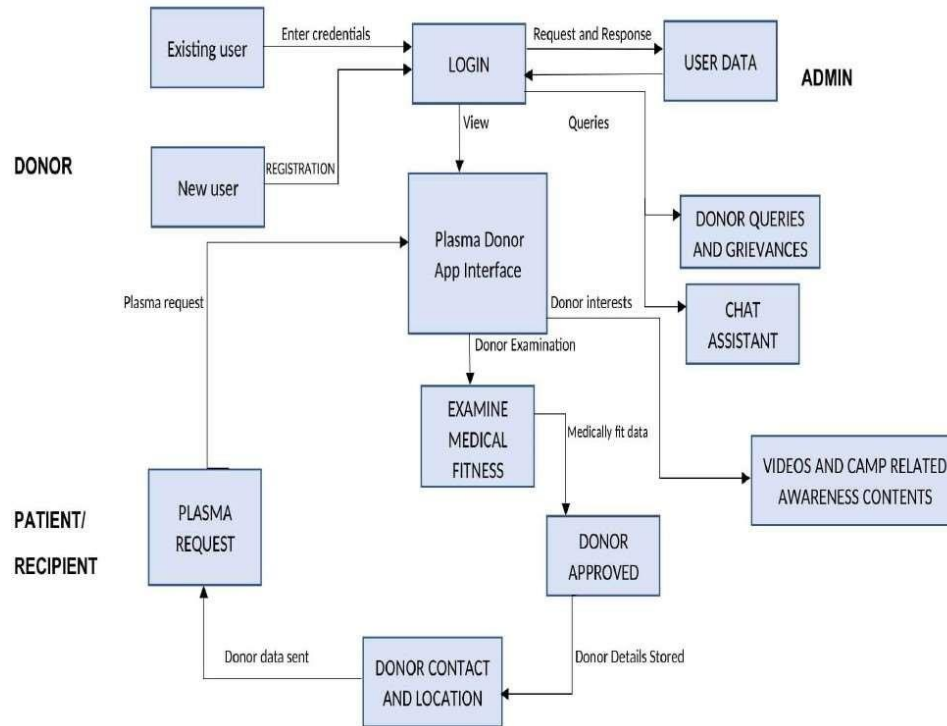 Existing user
Enter credentials
LOGIN
Request and Response
USER DATA
ADMIN
View
Queries
DONOR
New user
REGISTRATION
Plasma Donor
App Interface
DONOR QUERIES
AND GRIEVANCES
Plasma request
Donor interests
CHAT
ASSISTANT
Donor Examination
EXAMINE
MEDICAL
FITNESS
Medically fit data
VIDEOS AND CAMP RELATED
AWARENESS CONTENTS
PATIENT/
RECIPIENT
PLASMA
REQUEST
DONOR
APPROVED
Donor data sent
DONOR CONTACT
AND LOCATION
Donor Details Stored